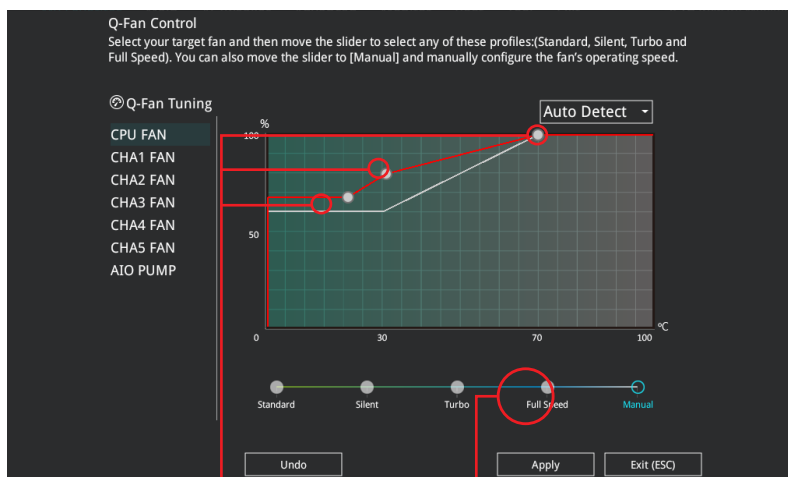 Q-Fan Control
Select your target fan and then move the slider to select any of these profiles:(Standard, Silent, Turbo and
Full Speed). You can also move the slider to [Manual] and manually configure the fan's operating speed.
Q-Fan Tuning
Auto Detect
%
CPU FAN
100
CHA1 FAN
CHA2 FAN
CHA3 FAN
CHA4 FAN
50
CHA5 FAN
AIO PUMP
ºC
0 30 70 100
Standard Silent Turbo Full Speed Manual
Undo Apply Exit (ESC)